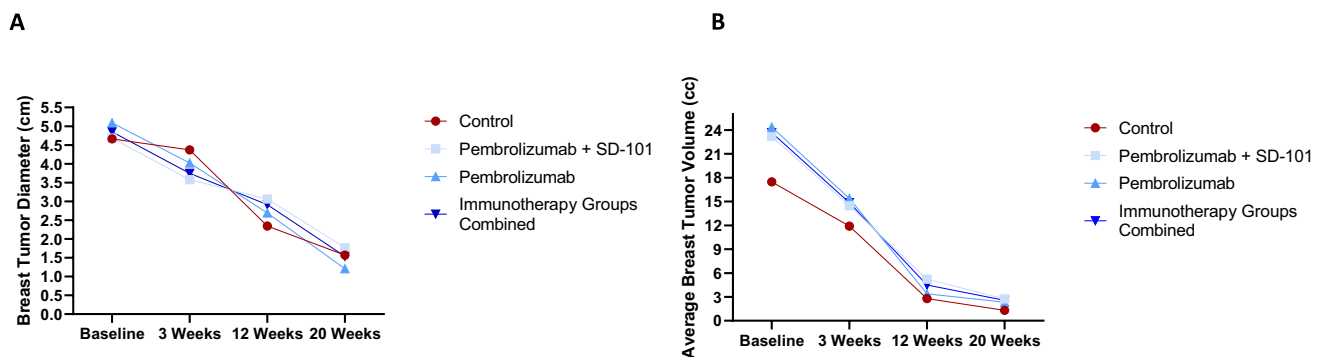 A
Breast Tumor Diameter (cm)
5.5
5.0
4.5
4.0
3.5
3.0
2.5
2.0
1.5
1.0
0.5
0.0
Baseline 3 Weeks 12 Weeks 20 Weeks
Control
Pembrolizumab + SD-101
Pembrolizumab
Immunotherapy Groups
Combined
B
Average Breast Tumor Volume (cc)
24
21
18
15
12
9
6
3
0
Baseline 3 Weeks 12 Weeks 20 Weeks
Control
Pembrolizumab + SD-101
Pembrolizumab
Immunotherapy Groups
Combined